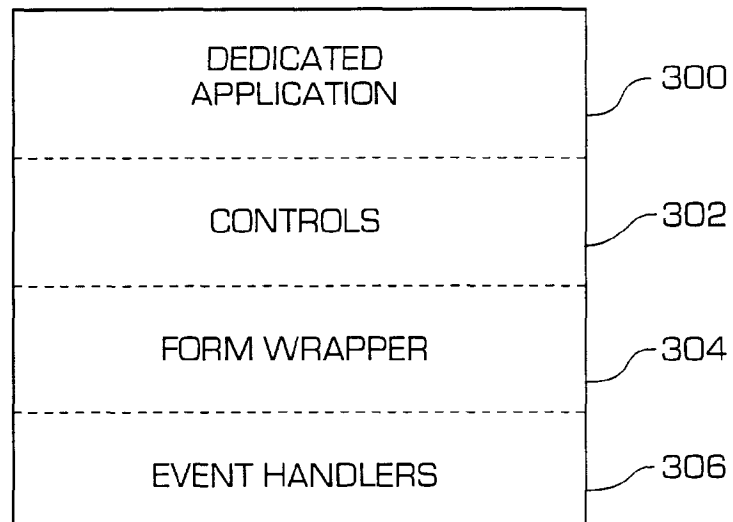 DEDICATED
APPLICATION
300
CONTROLS
302
FORM WRAPPER
304
EVENT HANDLERS
306